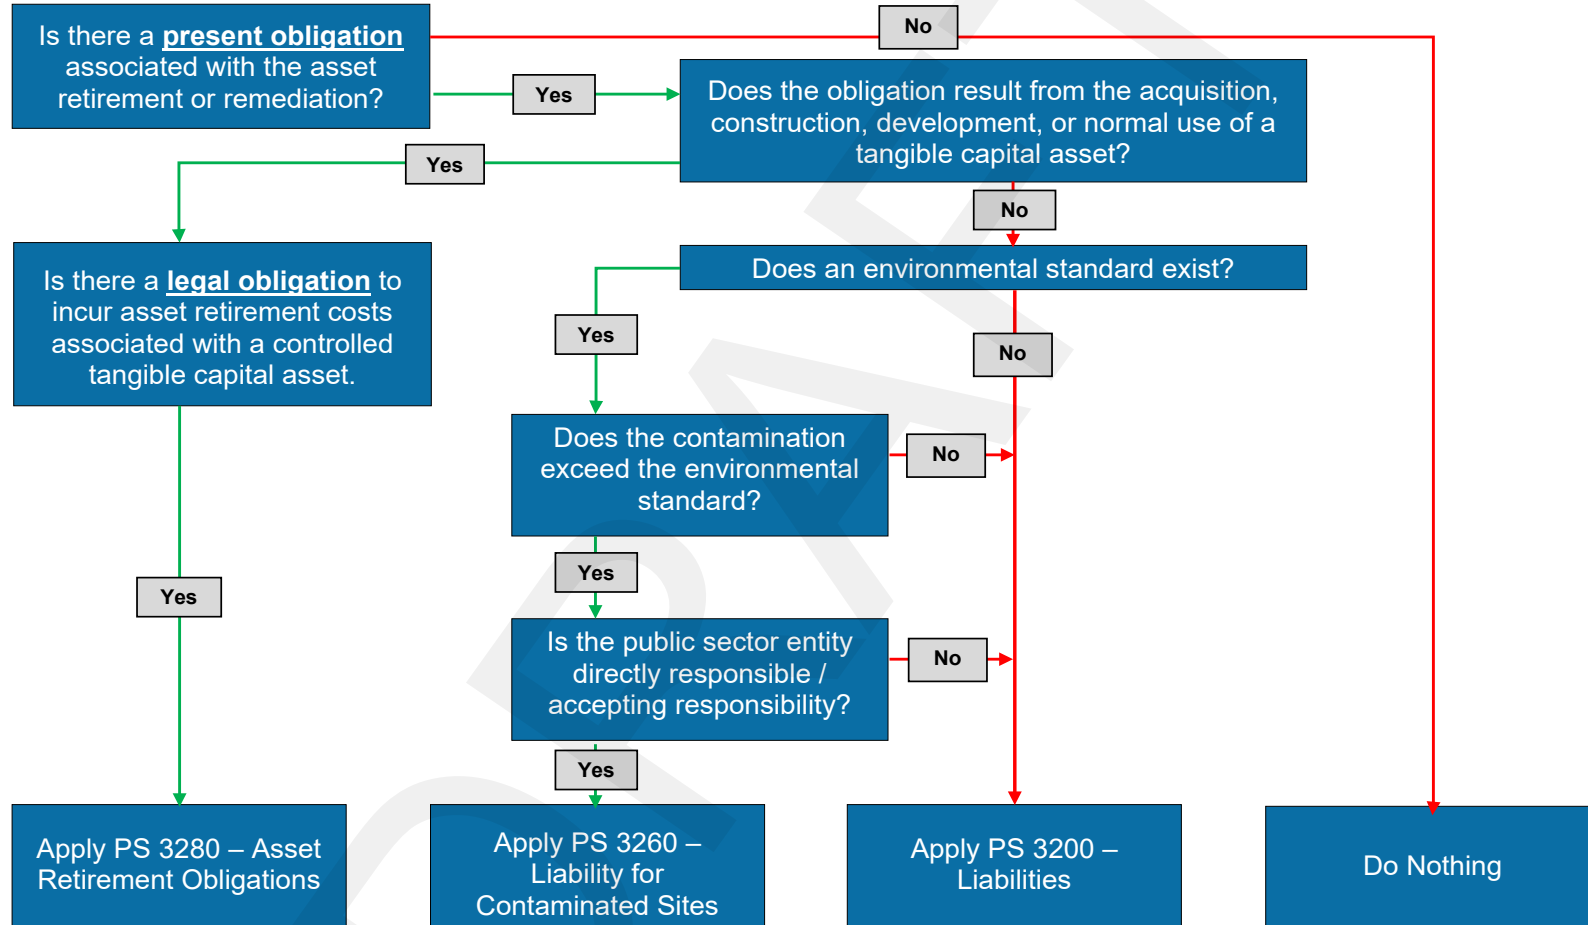 Is there a present obligation
associated with the asset
retirement or remediation?
No
Yes
Does the obligation result from the acquisition,
construction, development, or normal use of a
tangible capital asset?
Yes
No
Is there a legal obligation to
incur asset retirement costs
associated with a controlled
tangible capital asset.
Does an environmental standard exist?
Yes
No
Does the contamination
exceed the environmental
standard?
No
Yes
Yes
Is the public sector entity
directly responsible /
accepting responsibility?
No
Yes
Apply PS 3280 – Asset
Retirement Obligations
Apply PS 3260 –
Liability for
Contaminated Sites
Apply PS 3200 –
Liabilities
Do Nothing